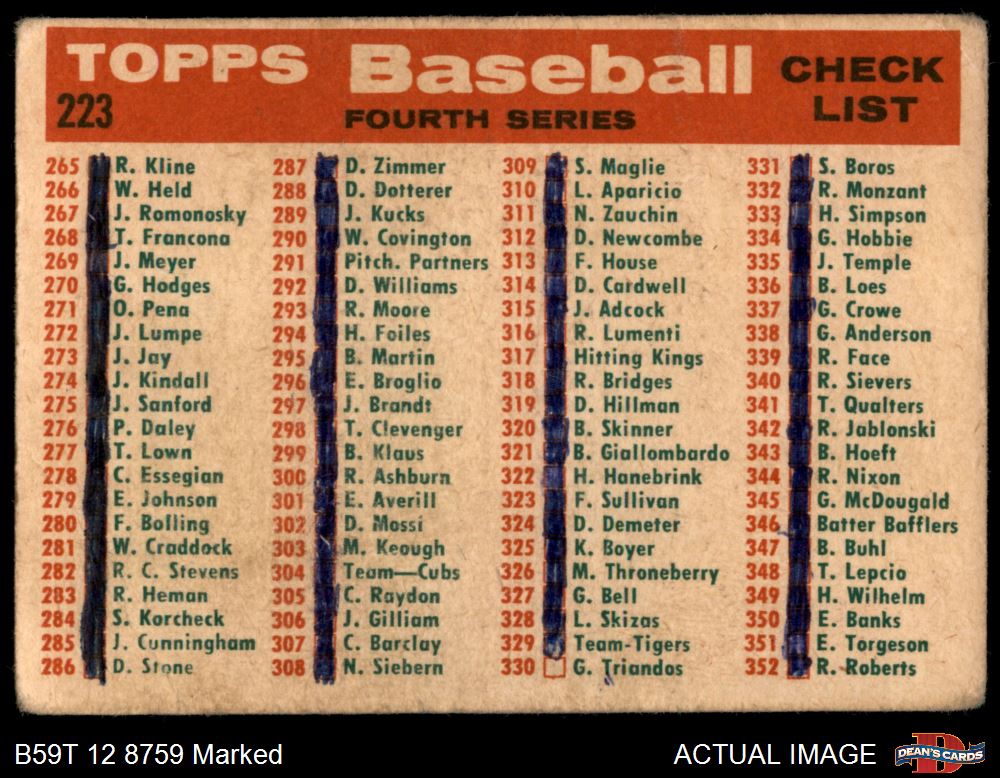 TOPPS Baseball CHECK LIST
223
FOURTH SERIES
265 R. Kline
266 W. Held
267 J. Romonosky
268 T. Francona
269 J. Meyer
270 G. Hodges
271 O. Pena
272 J. Lumpe
273 J. Jay
274 J. Kindall
275 J. Sanford
276 P. Daley
277 T. Lown
278 C. Essegian
279 E. Johnson
280 F. Bolling
281 W. Craddock
282 R. C. Stevens
283 R. Heman
284 S. Korcheck
285 J. Cunningham
286 D. Stone
287 D. Zimmer
288 D. Dotterer
289 J. Kucks
290 W. Covington
291 Pitch. Partners
292 D. Williams
293 R. Moore
294 H. Foiles
295 B. Martin
296 E. Broglio
297 J. Brandt
298 T. Clevenger
299 B. Klaus
300 R. Ashburn
301 E. Averill
302 D. Mossi
303 M. Keough
304 Team—Cubs
305 C. Raydon
306 J. Gilliam
307 C. Barclay
308 N. Siebern
309 S. Maglie
310 L. Aparicio
311 N. Zauchin
312 D. Newcombe
313 F. House
314 D. Cardwell
315 J. Adcock
316 R. Lumenti
317 Hitting Kings
318 R. Bridges
319 D. Hillman
320 B. Skinner
321 B. Giallombardo
322 H. Hanebrink
323 F. Sullivan
324 D. Demeter
325 K. Boyer
326 M. Throneberry
327 G. Bell
328 L. Skizas
329 Team-Tigers
330 G. Triandos
331 S. Boros
332 R. Monzant
333 H. Simpson
334 G. Hobbie
335 J. Temple
336 B. Loes
337 G. Crowe
338 G. Anderson
339 R. Face
340 R. Sievers
341 T. Qualters
342 R. Jablonski
343 B. Hoeft
344 R. Nixon
345 G. McDougald
346 Batter Bafflers
347 B. Buhl
348 T. Lepcio
349 H. Wilhelm
350 E. Banks
351 E. Torgeson
352 R. Roberts
B59T 12 8759 Marked
ACTUAL IMAGE
DEAN'S CARDS